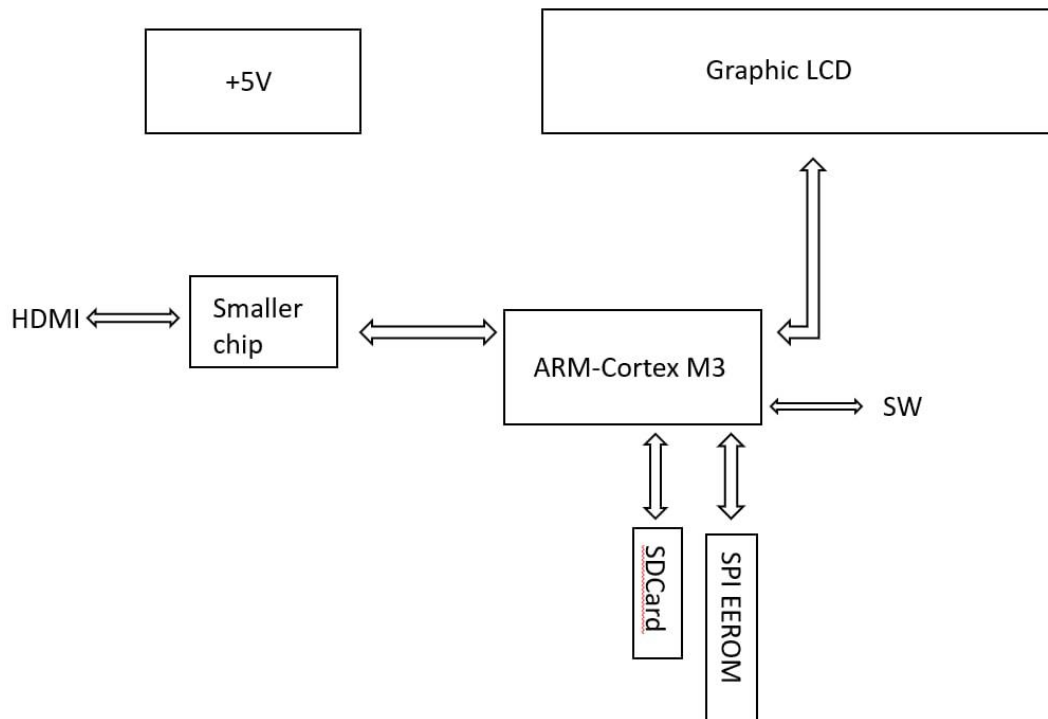 +5V
Graphic LCD
HDMI
Smaller
chip
ARM-Cortex M3
SW
SDCard
SPI EEROM